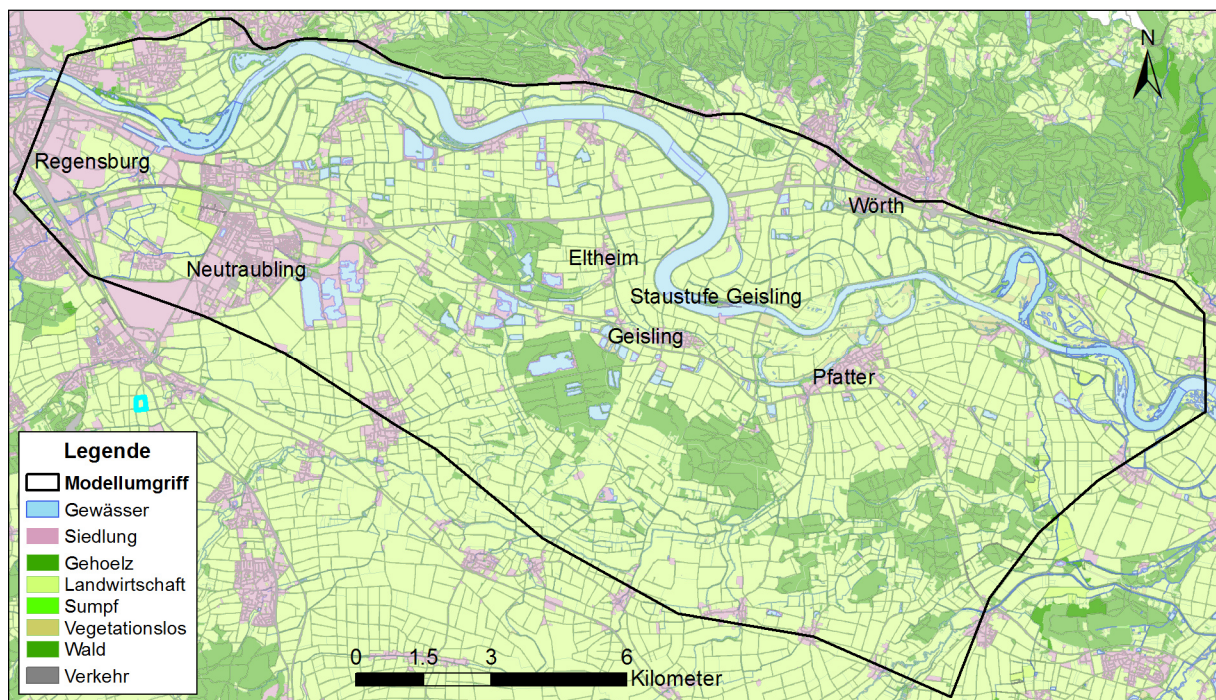 N
Regensburg
Wörth
Neutraubling
Eltheim
Staustufe Geisling
Geisling
Pfatter
Legende
Modellumgriff
Gewässer
Siedlung
Gehoelz
Landwirtschaft
Sumpf
Vegetationslos
Wald
Verkehr
0 1.5 3 6
Kilometer